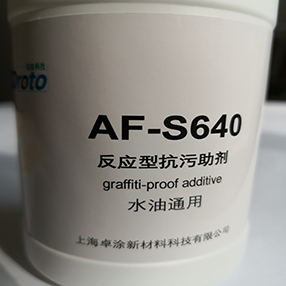 roto
AF-S640
反应型抗污助剂
graffiti-proof additive
水油通用
上海卓涂新材料科技有限公司